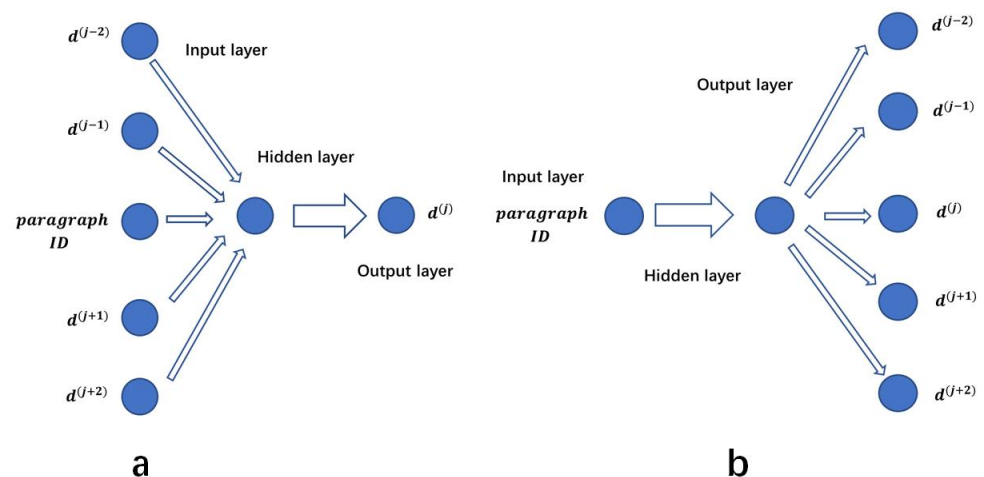 d^(j-2)
Input layer
d^(j-1)
Hidden layer
paragraph
ID
d^(j)
Output layer
d^(j+1)
d^(j+2)
a
d^(j-2)
Output layer
d^(j-1)
Input layer
paragraph
ID
d^(j)
Hidden layer
d^(j+1)
d^(j+2)
b